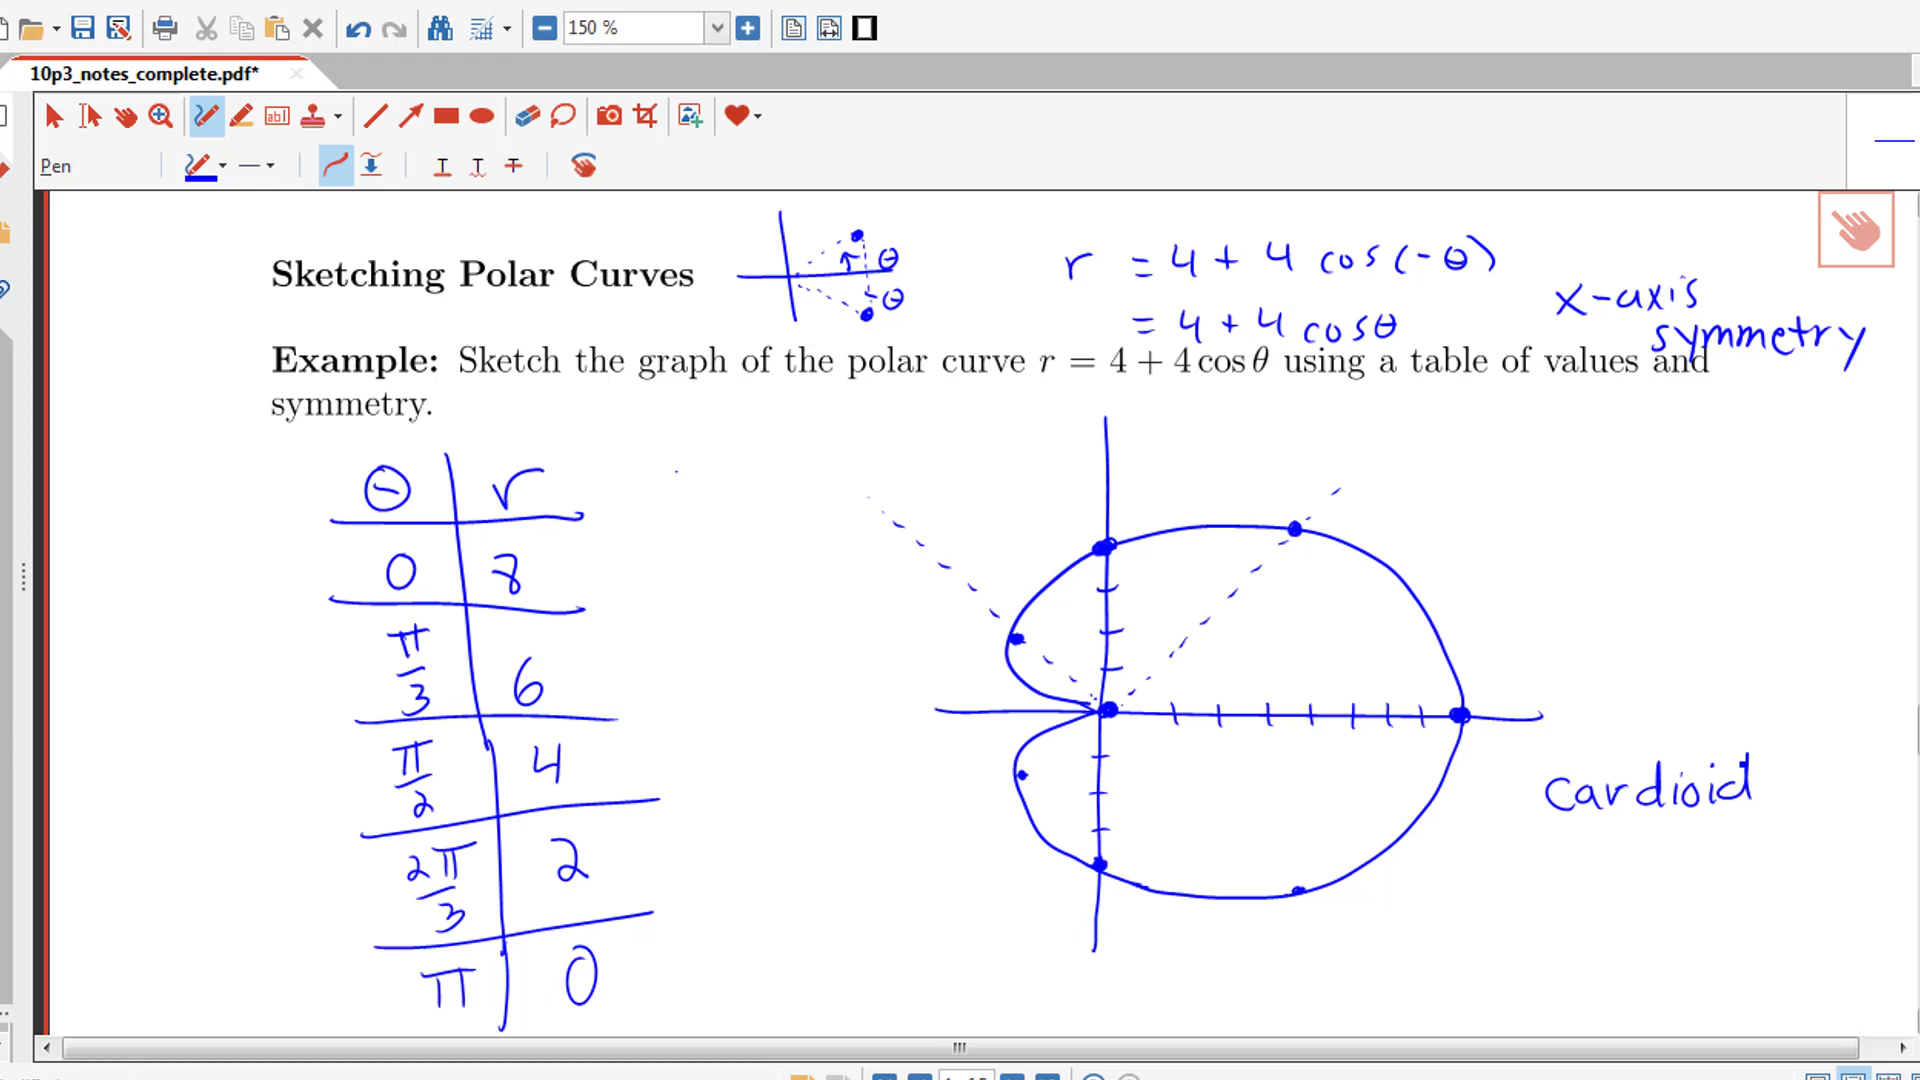 150 %
10p3_notes_complete.pdf*
Pen
Sketching Polar Curves
θ
-θ
r = 4 + 4 cos(-θ)
= 4 + 4 cosθ
x-axis
symmetry
Example: Sketch the graph of the polar curve r = 4 + 4 cos θ using a table of values and
symmetry.
θ r
0 8
π/3 6
π/2 4
2π/3 2
π 0
cardioid